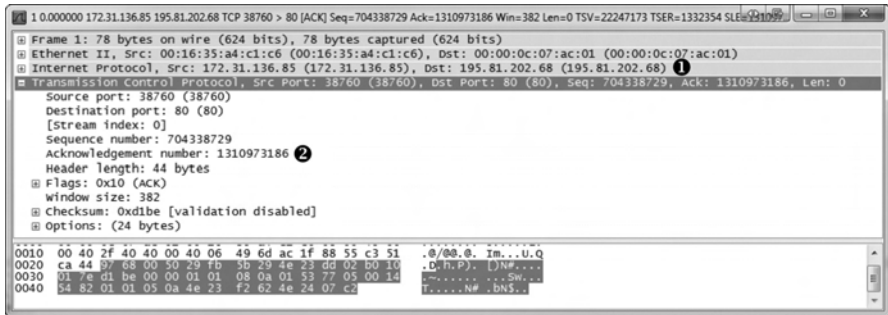 1 0.000000 172.31.136.85 195.81.202.68 TCP 38760 > 80 [ACK] Seq=704338729 Ack=1310973186 Win=382 Len=0 TSV=22247173 TSER=1332354
Frame 1: 78 bytes on wire (624 bits), 78 bytes captured (624 bits)
Ethernet II, Src: 00:16:35:a4:c1:c6 (00:16:35:a4:c1:c6), Dst: 00:00:0c:07:ac:01 (00:00:0c:07:ac:01)
Internet Protocol, Src: 172.31.136.85 (172.31.136.85), Dst: 195.81.202.68 (195.81.202.68) ❶
Transmission Control Protocol, Src Port: 38760 (38760), Dst Port: 80 (80), Seq: 704338729, Ack: 1310973186, Len: 0
Source port: 38760 (38760)
Destination port: 80 (80)
[Stream index: 0]
Sequence number: 704338729
Acknowledgement number: 1310973186 ❷
Header length: 44 bytes
Flags: 0x10 (ACK)
Window size: 382
Checksum: 0xd1be [validation disabled]
Options: (24 bytes)
0010 00 40 2f 40 40 00 40 06 49 6d ac 1f 88 55 c3 51 .@/@@.@. Im...U.Q
0020 ca 44 97 68 00 50 29 fb 5b 29 4e 23 dd 02 b0 10 .D.h.P). [)N#....
0030 01 7e d1 be 00 00 01 01 08 0a 01 53 77 05 00 14 .~...... ...Sw...
0040 54 82 01 01 05 0a 4e 23 f2 62 4e 24 07 c2 T.....N# .bN$..